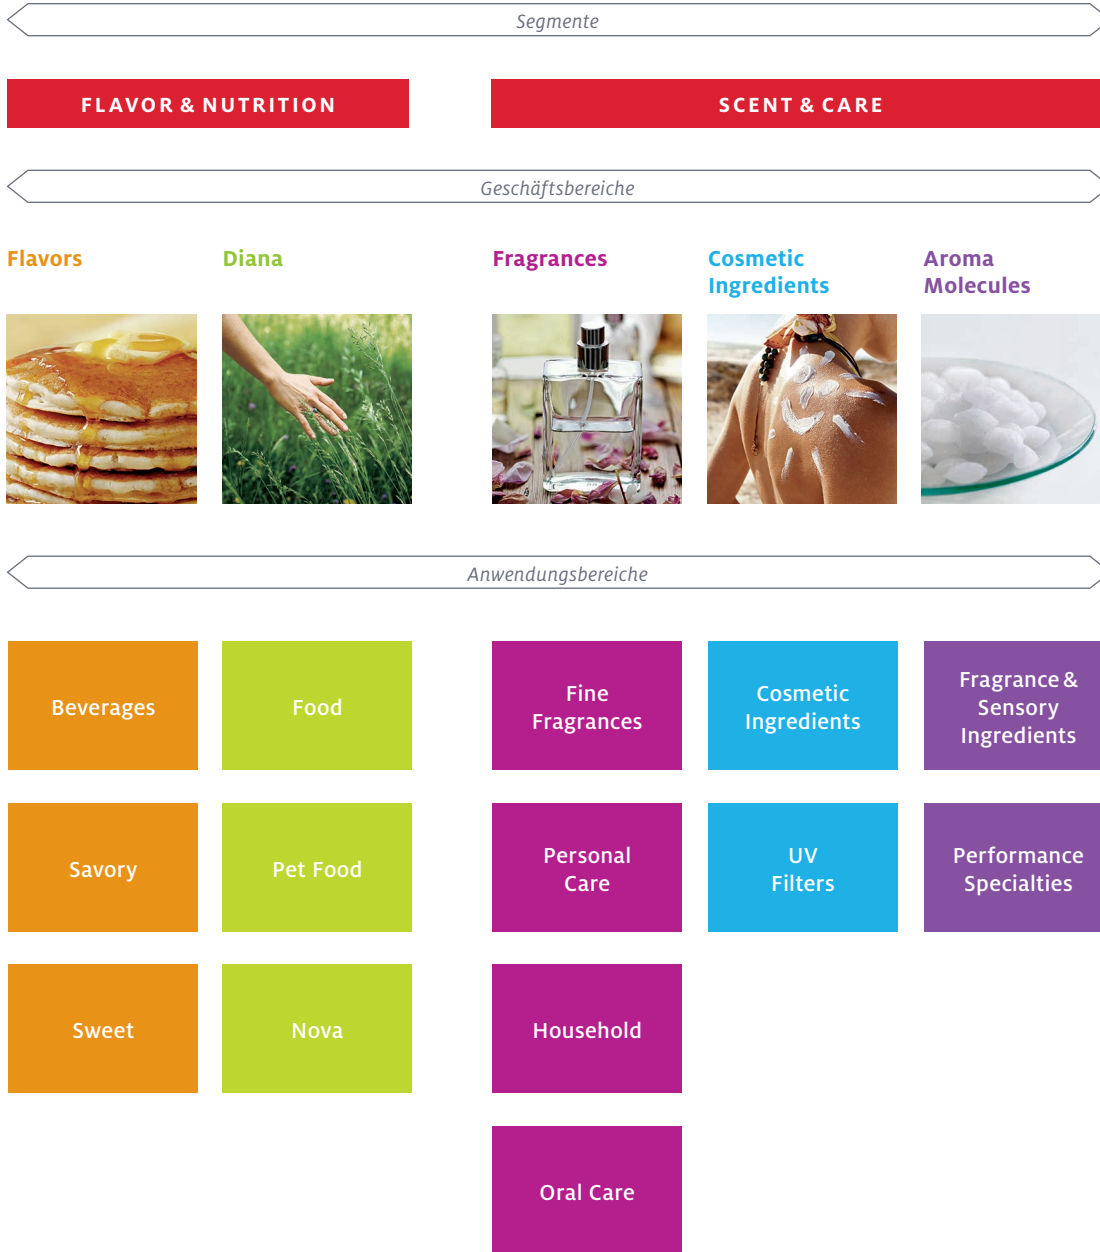 Segmente
FLAVOR & NUTRITION
SCENT & CARE
Geschäftsbereiche
Flavors
Diana
Fragrances
Cosmetic
Ingredients
Aroma
Molecules
Anwendungsbereiche
Beverages
Food
Fine
Fragrances
Cosmetic
Ingredients
Fragrance &
Sensory
Ingredients
Savory
Pet Food
Personal
Care
UV
Filters
Performance
Specialties
Sweet
Nova
Household
Oral Care